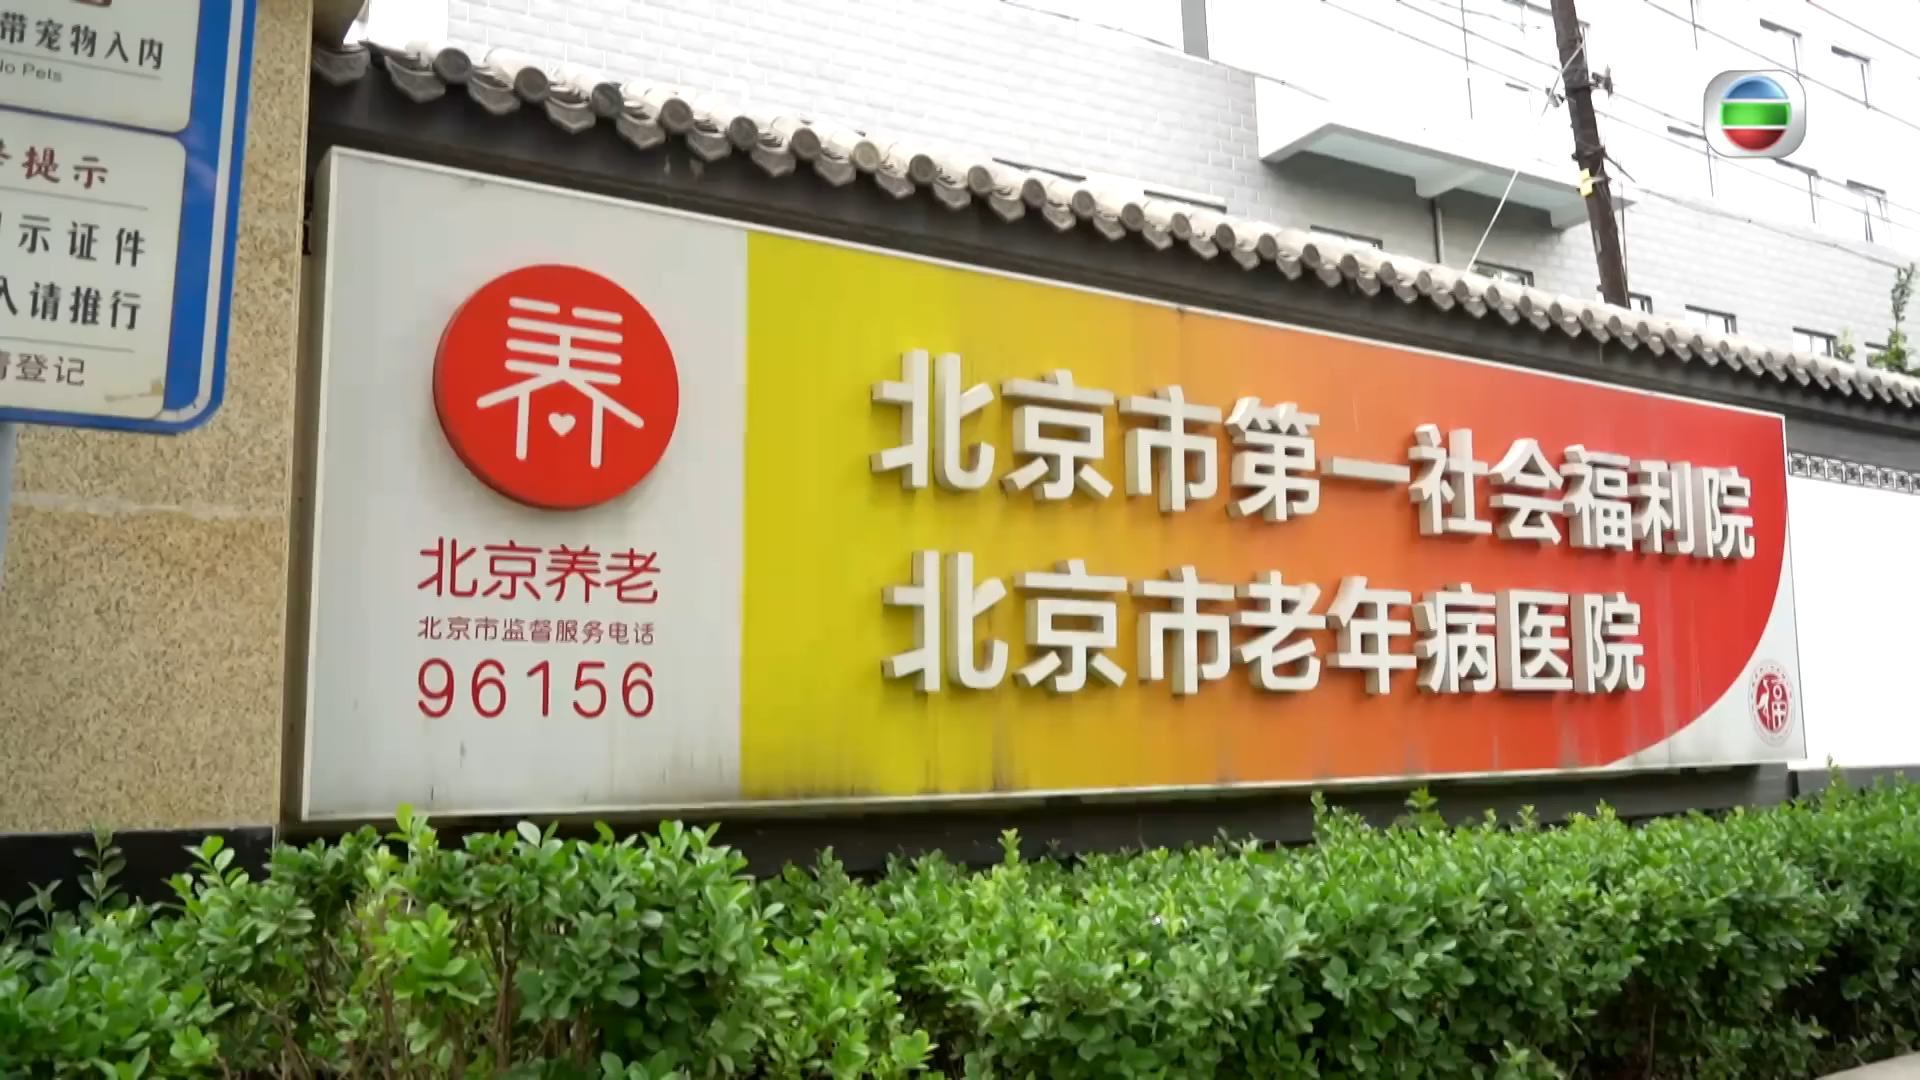 带宠物入内
No Pets
提示
示证件
入请推行
请登记
养
北京养老
北京市监督服务电话
96156
北京市第一社会福利院
北京市老年病医院
福